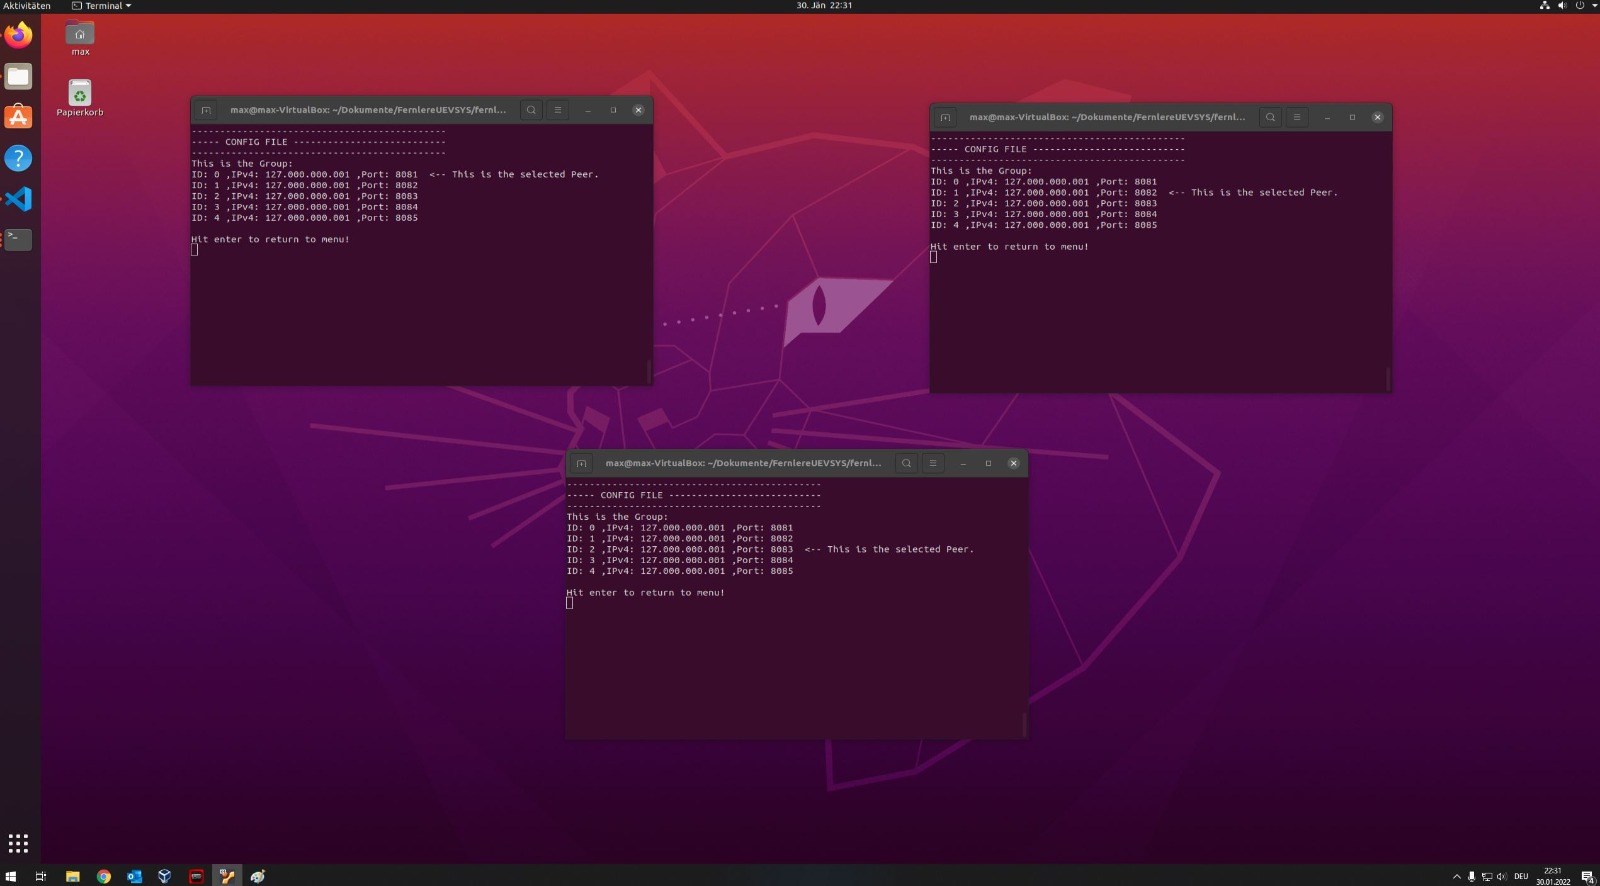 Aktivitäten
Terminal
30. Jän 22:31
max
Papierkorb
max@max-VirtualBox: ~/Dokumente/FernlereUEVSYS/fernl...
---------------------------------------------
----- CONFIG FILE ---------------------------
---------------------------------------------
This is the Group:
ID: 0 ,IPv4: 127.000.000.001 ,Port: 8081  <-- This is the selected Peer.
ID: 1 ,IPv4: 127.000.000.001 ,Port: 8082
ID: 2 ,IPv4: 127.000.000.001 ,Port: 8083
ID: 3 ,IPv4: 127.000.000.001 ,Port: 8084
ID: 4 ,IPv4: 127.000.000.001 ,Port: 8085
Hit enter to return to menu!
max@max-VirtualBox: ~/Dokumente/FernlereUEVSYS/fernl...
---------------------------------------------
----- CONFIG FILE ---------------------------
---------------------------------------------
This is the Group:
ID: 0 ,IPv4: 127.000.000.001 ,Port: 8081
ID: 1 ,IPv4: 127.000.000.001 ,Port: 8082  <-- This is the selected Peer.
ID: 2 ,IPv4: 127.000.000.001 ,Port: 8083
ID: 3 ,IPv4: 127.000.000.001 ,Port: 8084
ID: 4 ,IPv4: 127.000.000.001 ,Port: 8085
Hit enter to return to menu!
max@max-VirtualBox: ~/Dokumente/FernlereUEVSYS/fernl...
---------------------------------------------
----- CONFIG FILE ---------------------------
---------------------------------------------
This is the Group:
ID: 0 ,IPv4: 127.000.000.001 ,Port: 8081
ID: 1 ,IPv4: 127.000.000.001 ,Port: 8082
ID: 2 ,IPv4: 127.000.000.001 ,Port: 8083  <-- This is the selected Peer.
ID: 3 ,IPv4: 127.000.000.001 ,Port: 8084
ID: 4 ,IPv4: 127.000.000.001 ,Port: 8085
Hit enter to return to menu!
DEU
22:31
30.01.2022
4